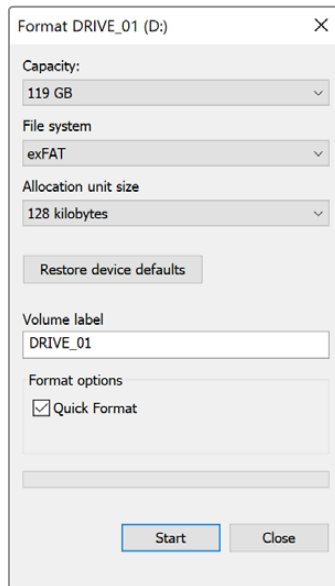 Format DRIVE_01 (D:)
Capacity:
119 GB
File system
exFAT
Allocation unit size
128 kilobytes
Restore device defaults
Volume label
DRIVE_01
Format options
Quick Format
Start Close